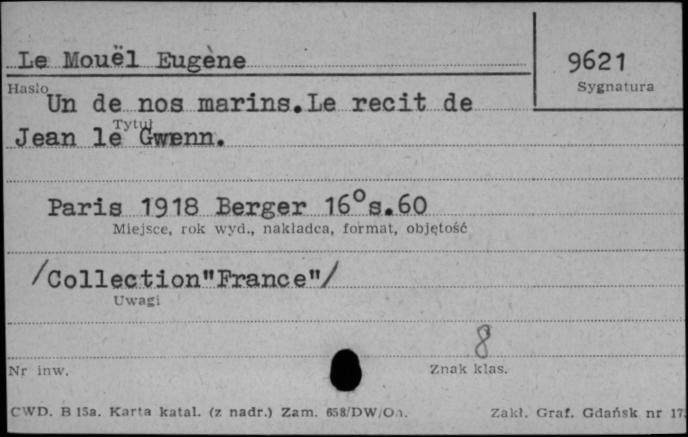 Le Mouël Eugène
9621
Hasło
Sygnatura
Un de nos marins.Le recit de
Tytuł
Jean le Gwenn.
Paris 1918 Berger 16° s.60
Miejsce, rok wyd., nakładca, format, objętość
/Collection"France"/
Uwagi
8
Nr inw.
Znak klas.
CWD. B 15a. Karta katal. (z nadr.) Zam. 658/DW/
Zakł. Graf. Gdańsk nr